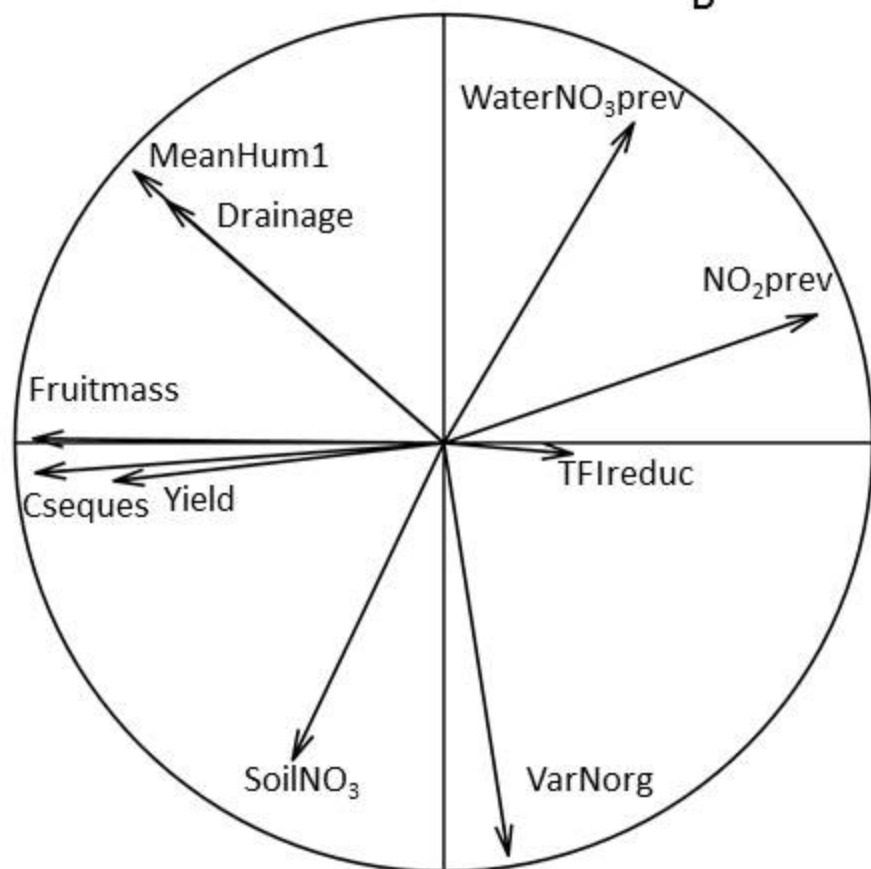 WaterNO₃prev
MeanHum1
Drainage
NO₂prev
Fruitmass
TFIreduc
Cseques Yield
SoilNO₃ VarNorg